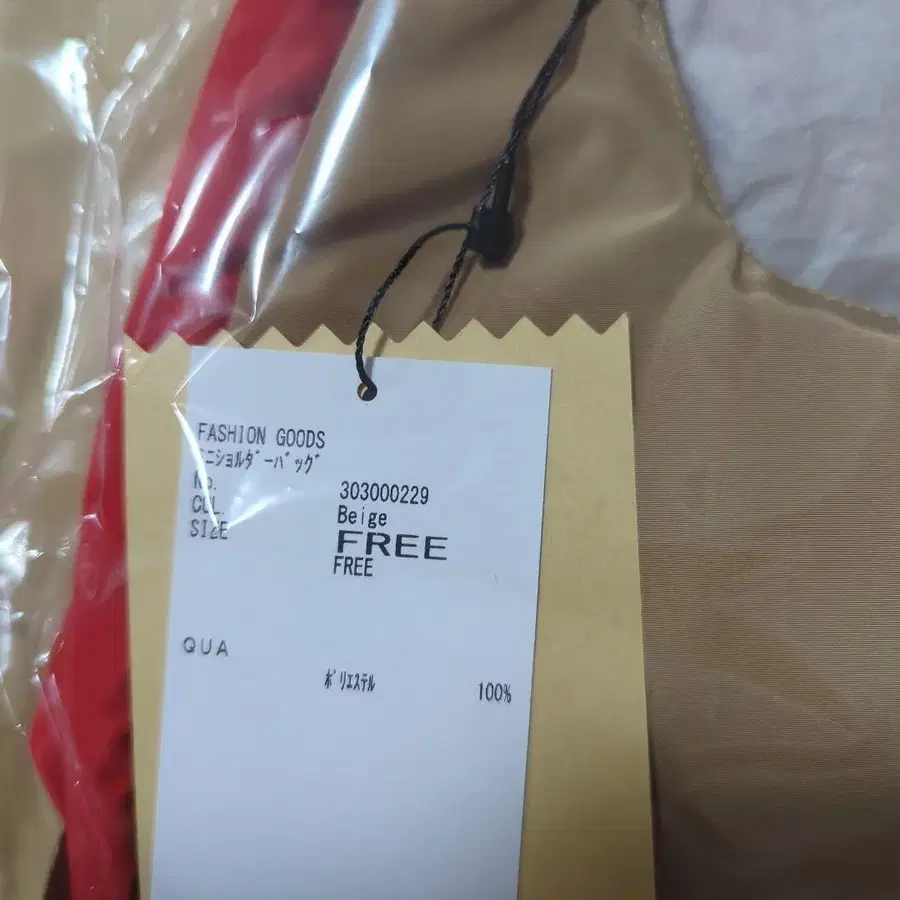 FASHION GOODS
ﾐﾆｼｮﾙﾀﾞｰﾊﾞｯｸﾞ
No. 303000229
COL. Beige
SIZE FREE
FREE
QUA
ﾎﾟﾘｴｽﾃﾙ 100%